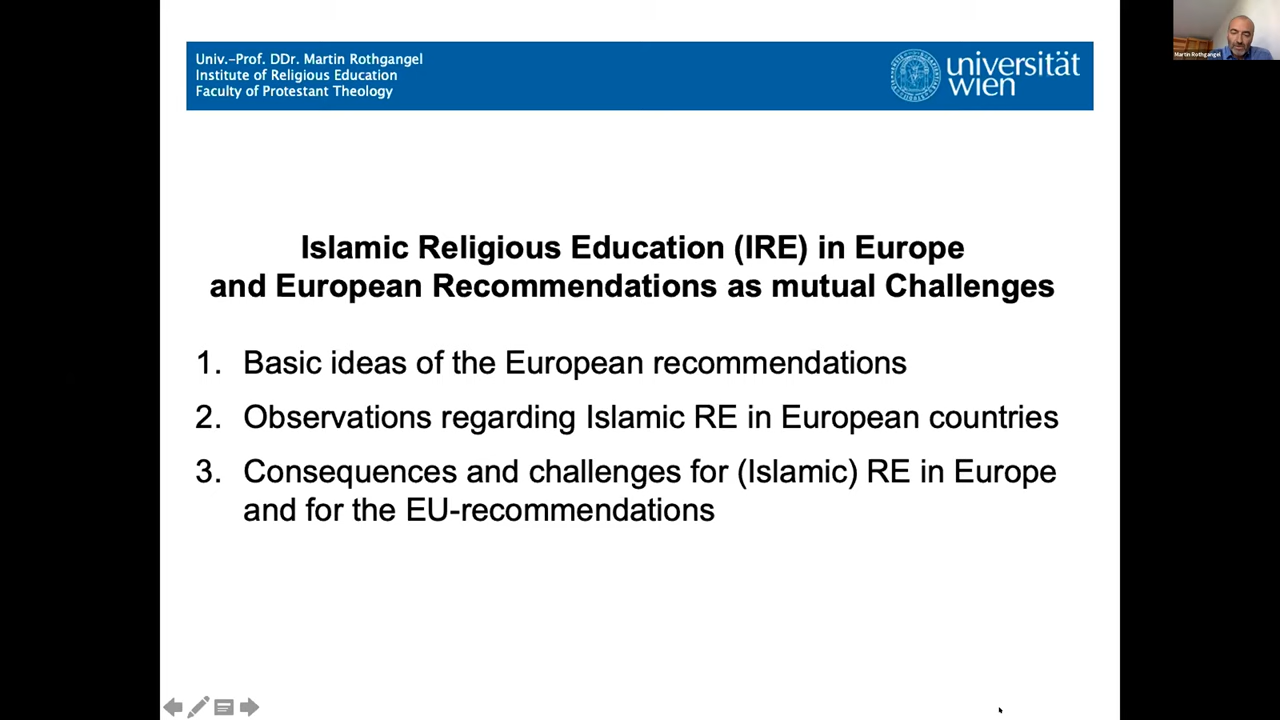 Univ.-Prof. DDr. Martin Rothgangel
Institute of Religious Education
Faculty of Protestant Theology
universität
wien
Martin Rothgangel
Islamic Religious Education (IRE) in Europe
and European Recommendations as mutual Challenges
1. Basic ideas of the European recommendations
2. Observations regarding Islamic RE in European countries
3. Consequences and challenges for (Islamic) RE in Europe
and for the EU-recommendations